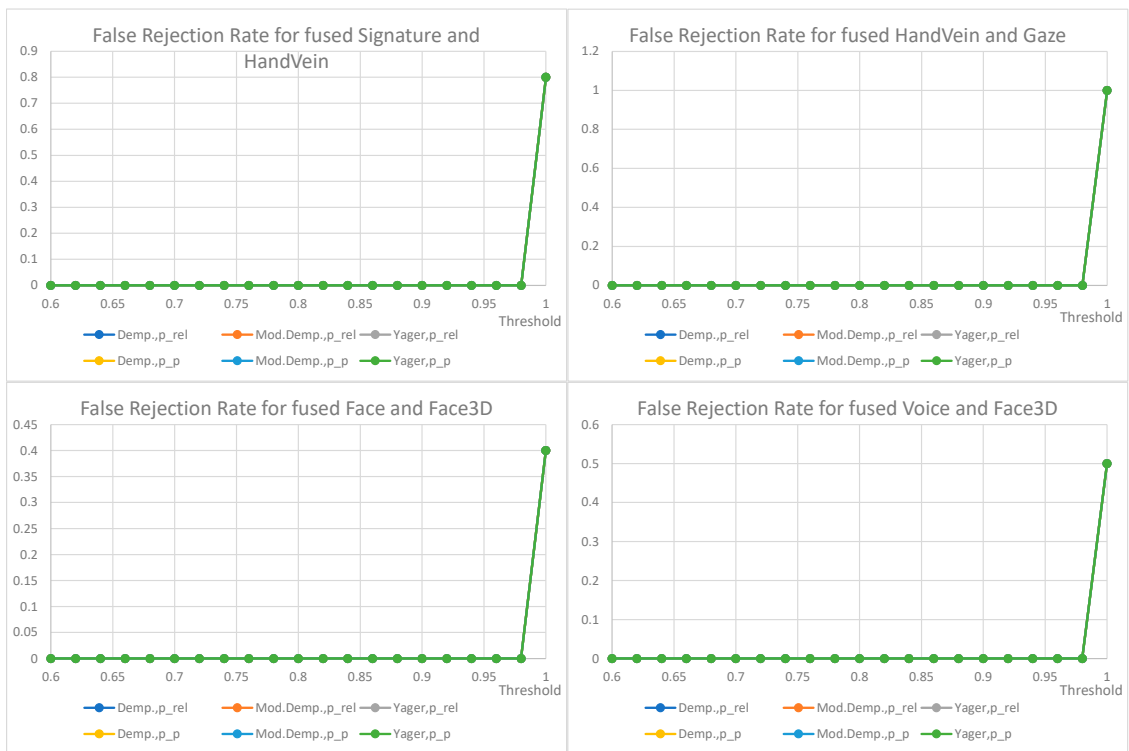 False Rejection Rate for fused Signature and
HandVein
0.9
0.8
0.7
0.6
0.5
0.4
0.3
0.2
0.1
0
0.6 0.65 0.7 0.75 0.8 0.85 0.9 0.95 1
Threshold
Demp.,p_rel Mod.Demp.,p_rel Yager,p_rel
Demp.,p_p Mod.Demp.,p_p Yager,p_p
False Rejection Rate for fused HandVein and Gaze
1.2
1
0.8
0.6
0.4
0.2
0
0.6 0.65 0.7 0.75 0.8 0.85 0.9 0.95 1
Threshold
Demp.,p_rel Mod.Demp.,p_rel Yager,p_rel
Demp.,p_p Mod.Demp.,p_p Yager,p_p
False Rejection Rate for fused Face and Face3D
0.45
0.4
0.35
0.3
0.25
0.2
0.15
0.1
0.05
0
0.6 0.65 0.7 0.75 0.8 0.85 0.9 0.95 1
Threshold
Demp.,p_rel Mod.Demp.,p_rel Yager,p_rel
Demp.,p_p Mod.Demp.,p_p Yager,p_p
False Rejection Rate for fused Voice and Face3D
0.6
0.5
0.4
0.3
0.2
0.1
0
0.6 0.65 0.7 0.75 0.8 0.85 0.9 0.95 1
Threshold
Demp.,p_rel Mod.Demp.,p_rel Yager,p_rel
Demp.,p_p Mod.Demp.,p_p Yager,p_p